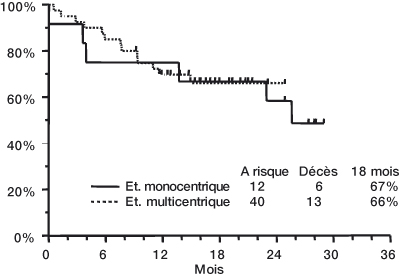 100%
80%
60%
40%
20%
0%
A risque Décès 18 mois
Et. monocentrique 12 6 67%
Et. multicentrique 40 13 66%
0 6 12 18 24 30 36
Mois